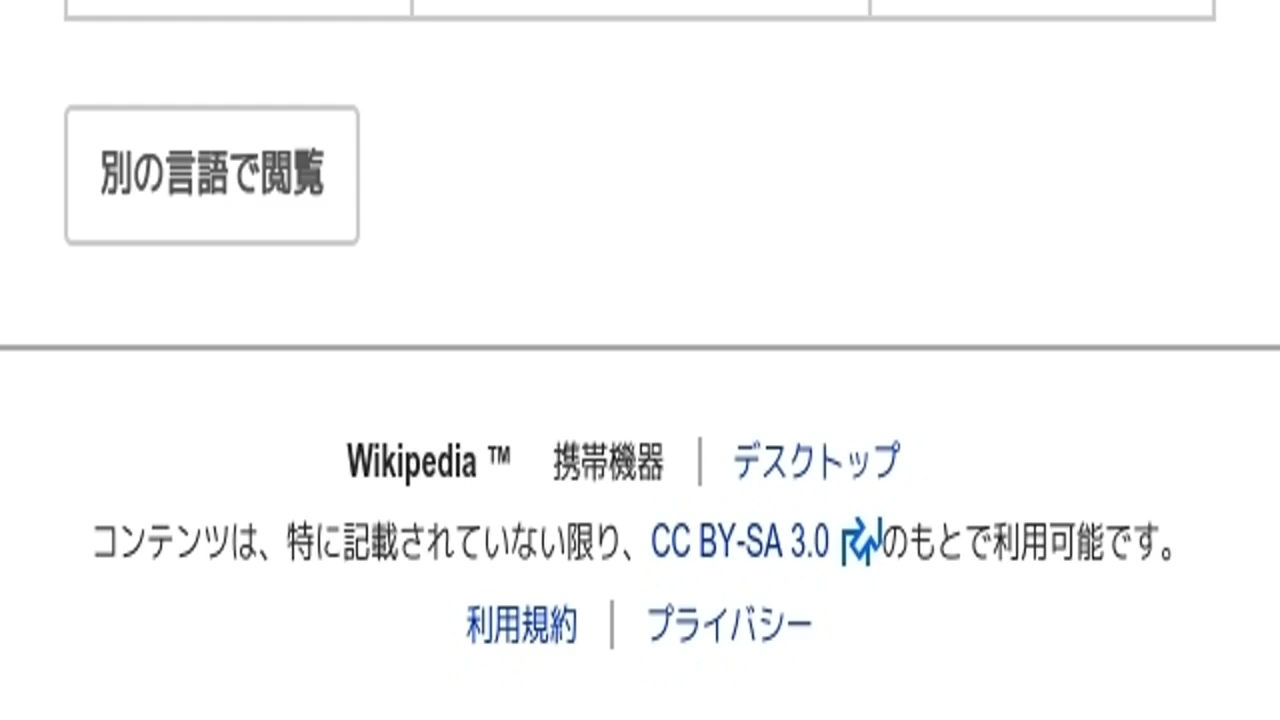 別の言語で閲覧
Wikipedia ™ 携帯機器 | デスクトップ
コンテンツは、特に記載されていない限り、CC BY-SA 3.0 のもとで利用可能です。
利用規約 | プライバシー